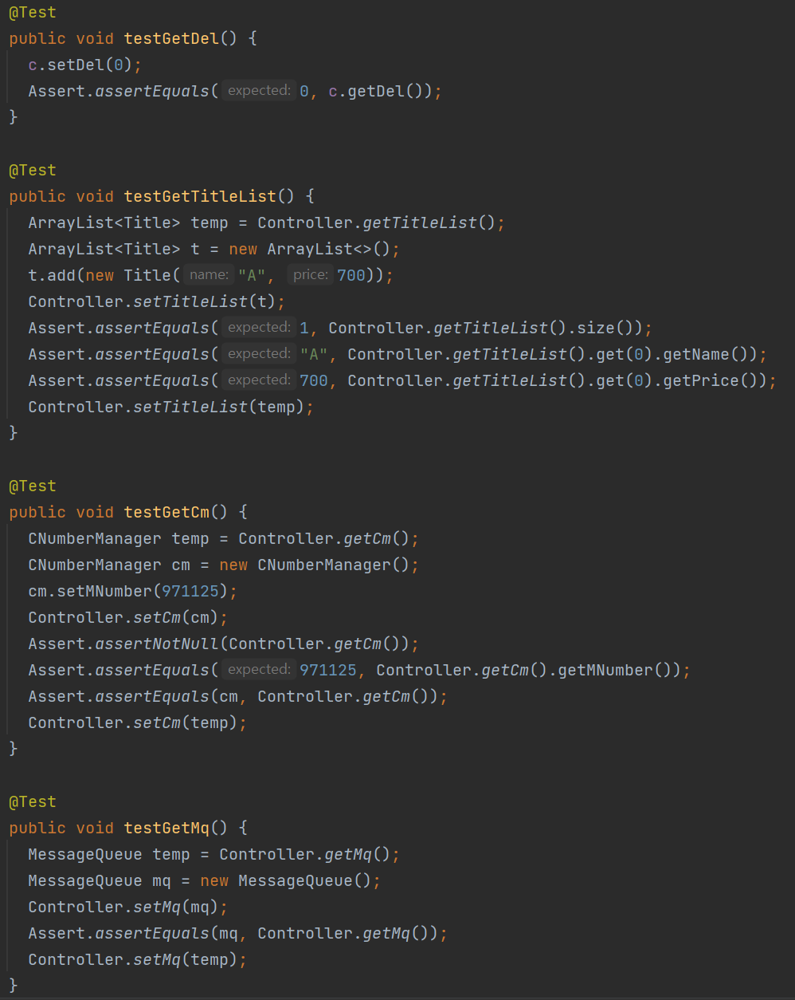 @Test
public void testGetDel() {
  c.setDel(0);
  Assert.assertEquals( expected: 0, c.getDel());
}

@Test
public void testGetTitleList() {
  ArrayList<Title> temp = Controller.getTitleList();
  ArrayList<Title> t = new ArrayList<>();
  t.add(new Title( name: "A",  price: 700));
  Controller.setTitleList(t);
  Assert.assertEquals( expected: 1, Controller.getTitleList().size());
  Assert.assertEquals( expected: "A", Controller.getTitleList().get(0).getName());
  Assert.assertEquals( expected: 700, Controller.getTitleList().get(0).getPrice());
  Controller.setTitleList(temp);
}

@Test
public void testGetCm() {
  CNumberManager temp = Controller.getCm();
  CNumberManager cm = new CNumberManager();
  cm.setMNumber(971125);
  Controller.setCm(cm);
  Assert.assertNotNull(Controller.getCm());
  Assert.assertEquals( expected: 971125, Controller.getCm().getMNumber());
  Assert.assertEquals(cm, Controller.getCm());
  Controller.setCm(temp);
}

@Test
public void testGetMq() {
  MessageQueue temp = Controller.getMq();
  MessageQueue mq = new MessageQueue();
  Controller.setMq(mq);
  Assert.assertEquals(mq, Controller.getMq());
  Controller.setMq(temp);
}